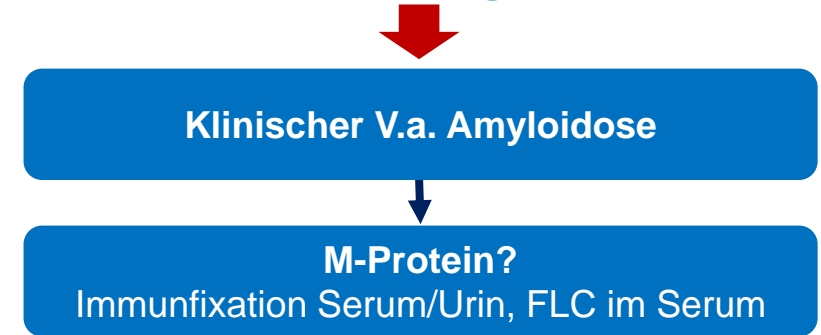 Klinischer V.a. Amyloidose
M-Protein?
Immunfixation Serum/Urin, FLC im Serum